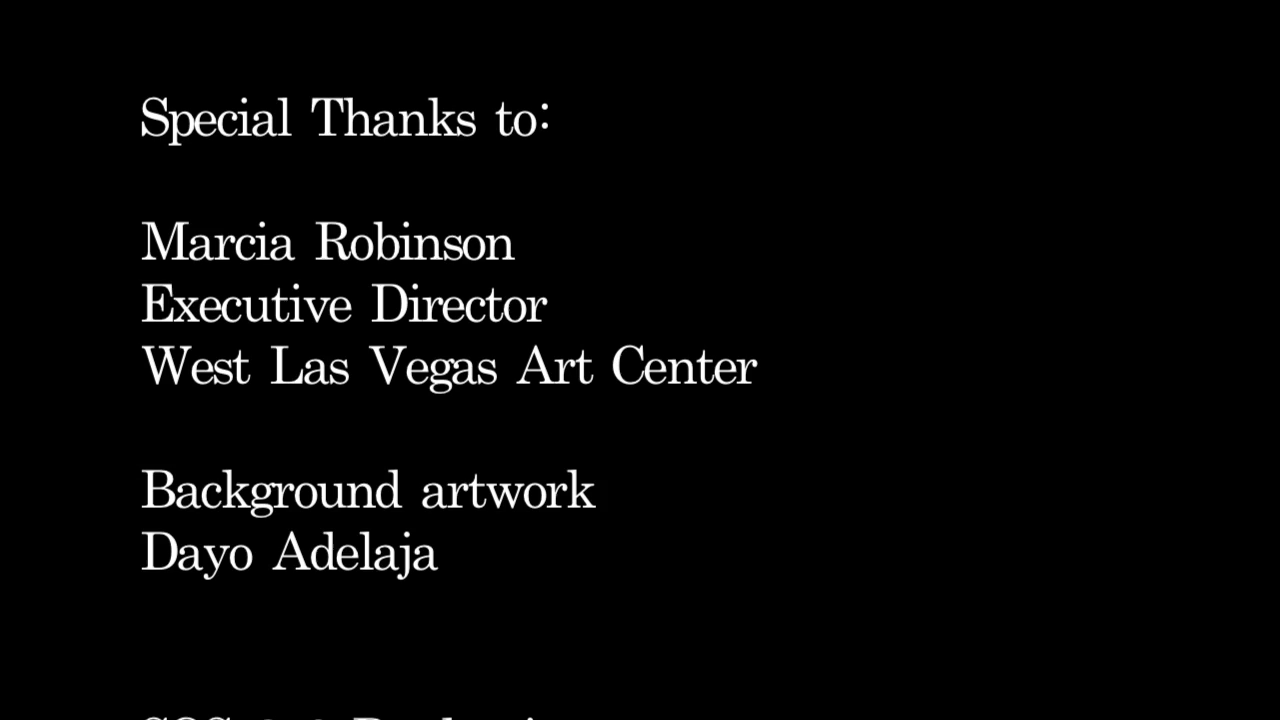 Special Thanks to:
Marcia Robinson
Executive Director
West Las Vegas Art Center
Background artwork
Dayo Adelaja